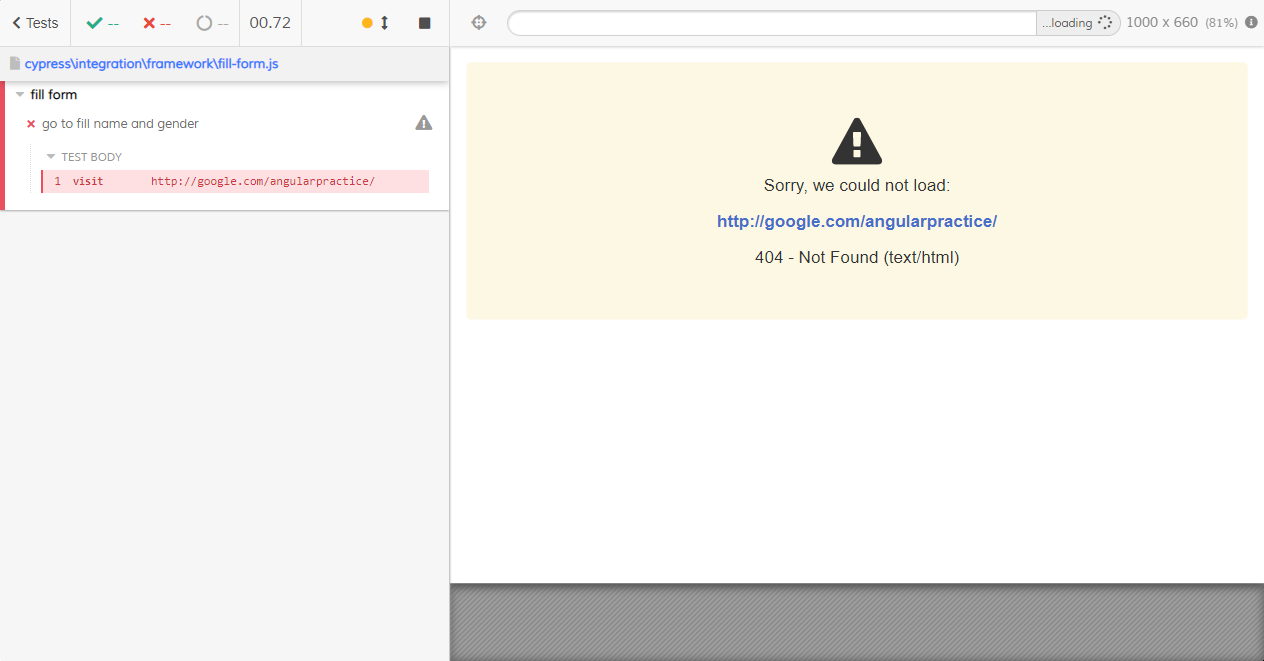 Tests -- -- -- 00.72
...loading 1000 x 660 (81%)
cypress\integration\framework\fill-form.js
fill form
go to fill name and gender
TEST BODY
1 visit http://google.com/angularpractice/
Sorry, we could not load:
http://google.com/angularpractice/
404 - Not Found (text/html)